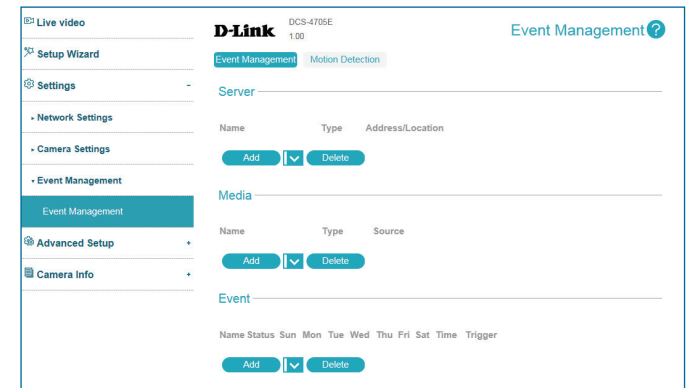 Live video
Setup Wizard
Settings -
Network Settings
Camera Settings
Event Management
Event Management
Advanced Setup +
Camera Info +
D-Link DCS-4705E
1.00
Event Management ?
Event Management Motion Detection
Server
Name Type Address/Location
Add Delete
Media
Name Type Source
Add Delete
Event
Name Status Sun Mon Tue Wed Thu Fri Sat Time Trigger
Add Delete